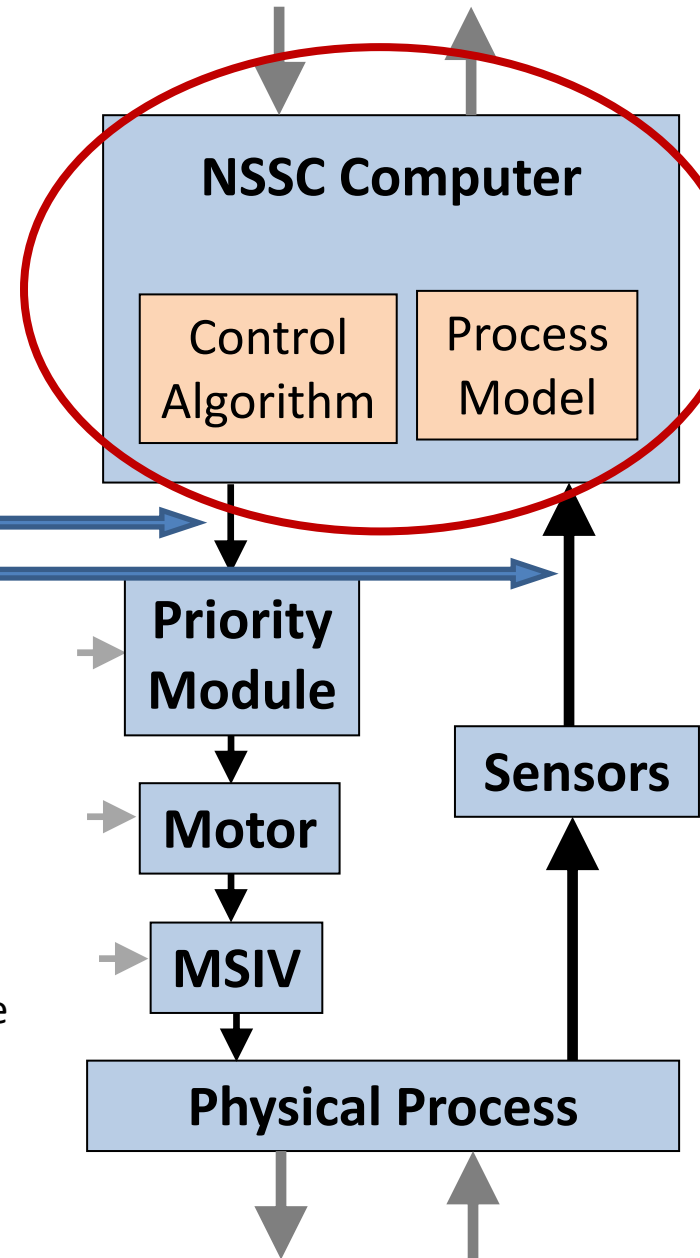 NSSC Computer
Control
Algorithm
Process
Model
Priority
Module
Sensors
Motor
MSIV
e
Physical Process